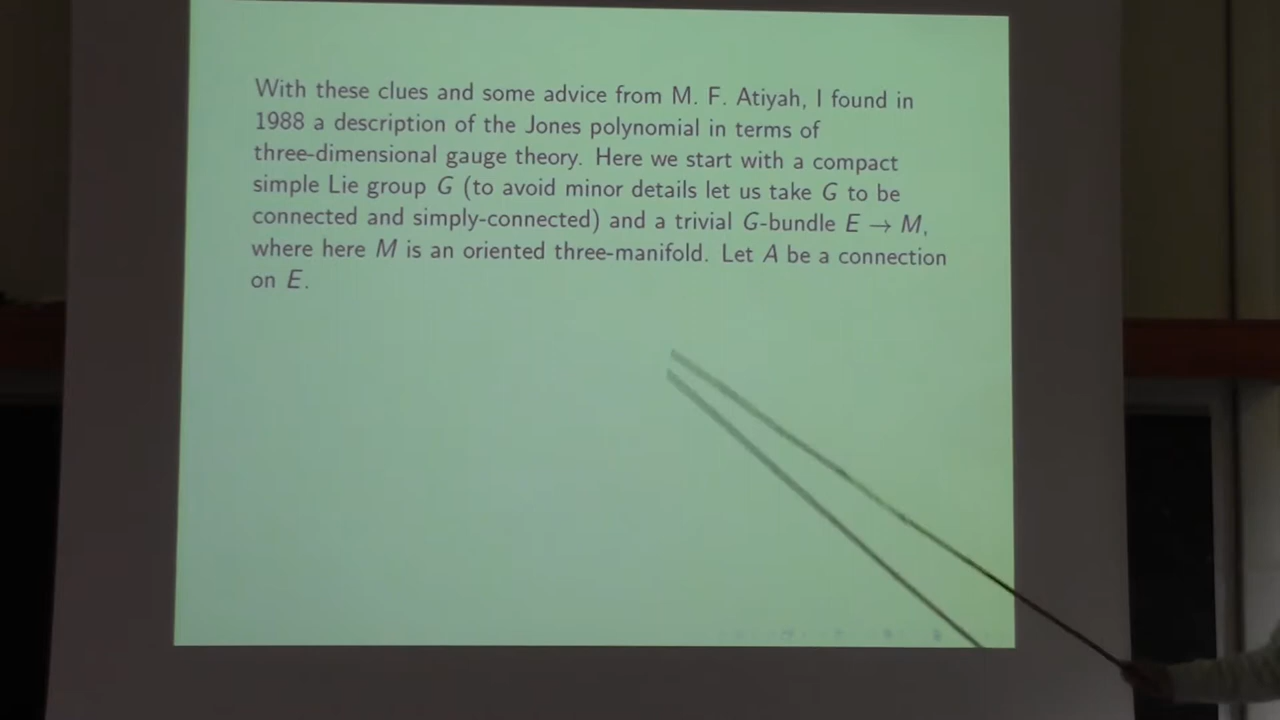 With these clues and some advice from M. F. Atiyah, I found in
1988 a description of the Jones polynomial in terms of
three-dimensional gauge theory. Here we start with a compact
simple Lie group G (to avoid minor details let us take G to be
connected and simply-connected) and a trivial G-bundle E → M,
where here M is an oriented three-manifold. Let A be a connection
on E.